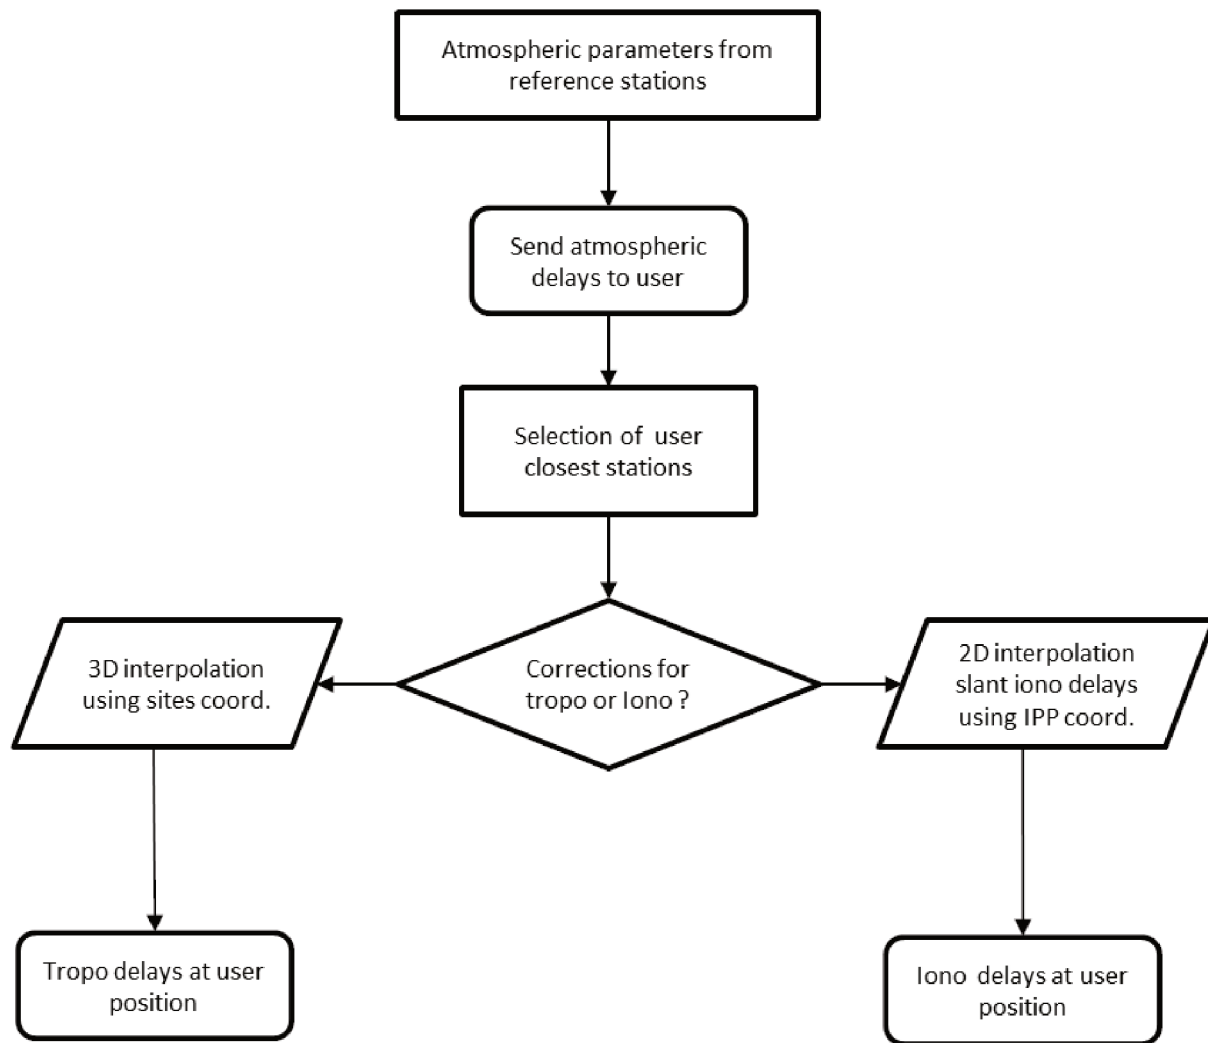 Atmospheric parameters from
reference stations
Send atmospheric
delays to user
Selection of user
closest stations
Corrections for
tropo or Iono ?
3D interpolation
using sites coord.
2D interpolation
slant iono delays
using IPP coord.
Tropo delays at user
position
Iono delays at user
position